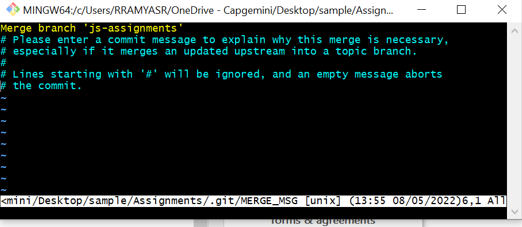 MINGW64:/c/Users/RRAMYASR/OneDrive - Capgemini/Desktop/sample/Assign...
Merge branch 'js-assignments'
# Please enter a commit message to explain why this merge is necessary,
# especially if it merges an updated upstream into a topic branch.
#
# Lines starting with '#' will be ignored, and an empty message aborts
# the commit.
~
~
~
~
~
~
~
<mini/Desktop/sample/Assignments/.git/MERGE_MSG [unix] (13:55 08/05/2022)6,1 All
Terms & agreements